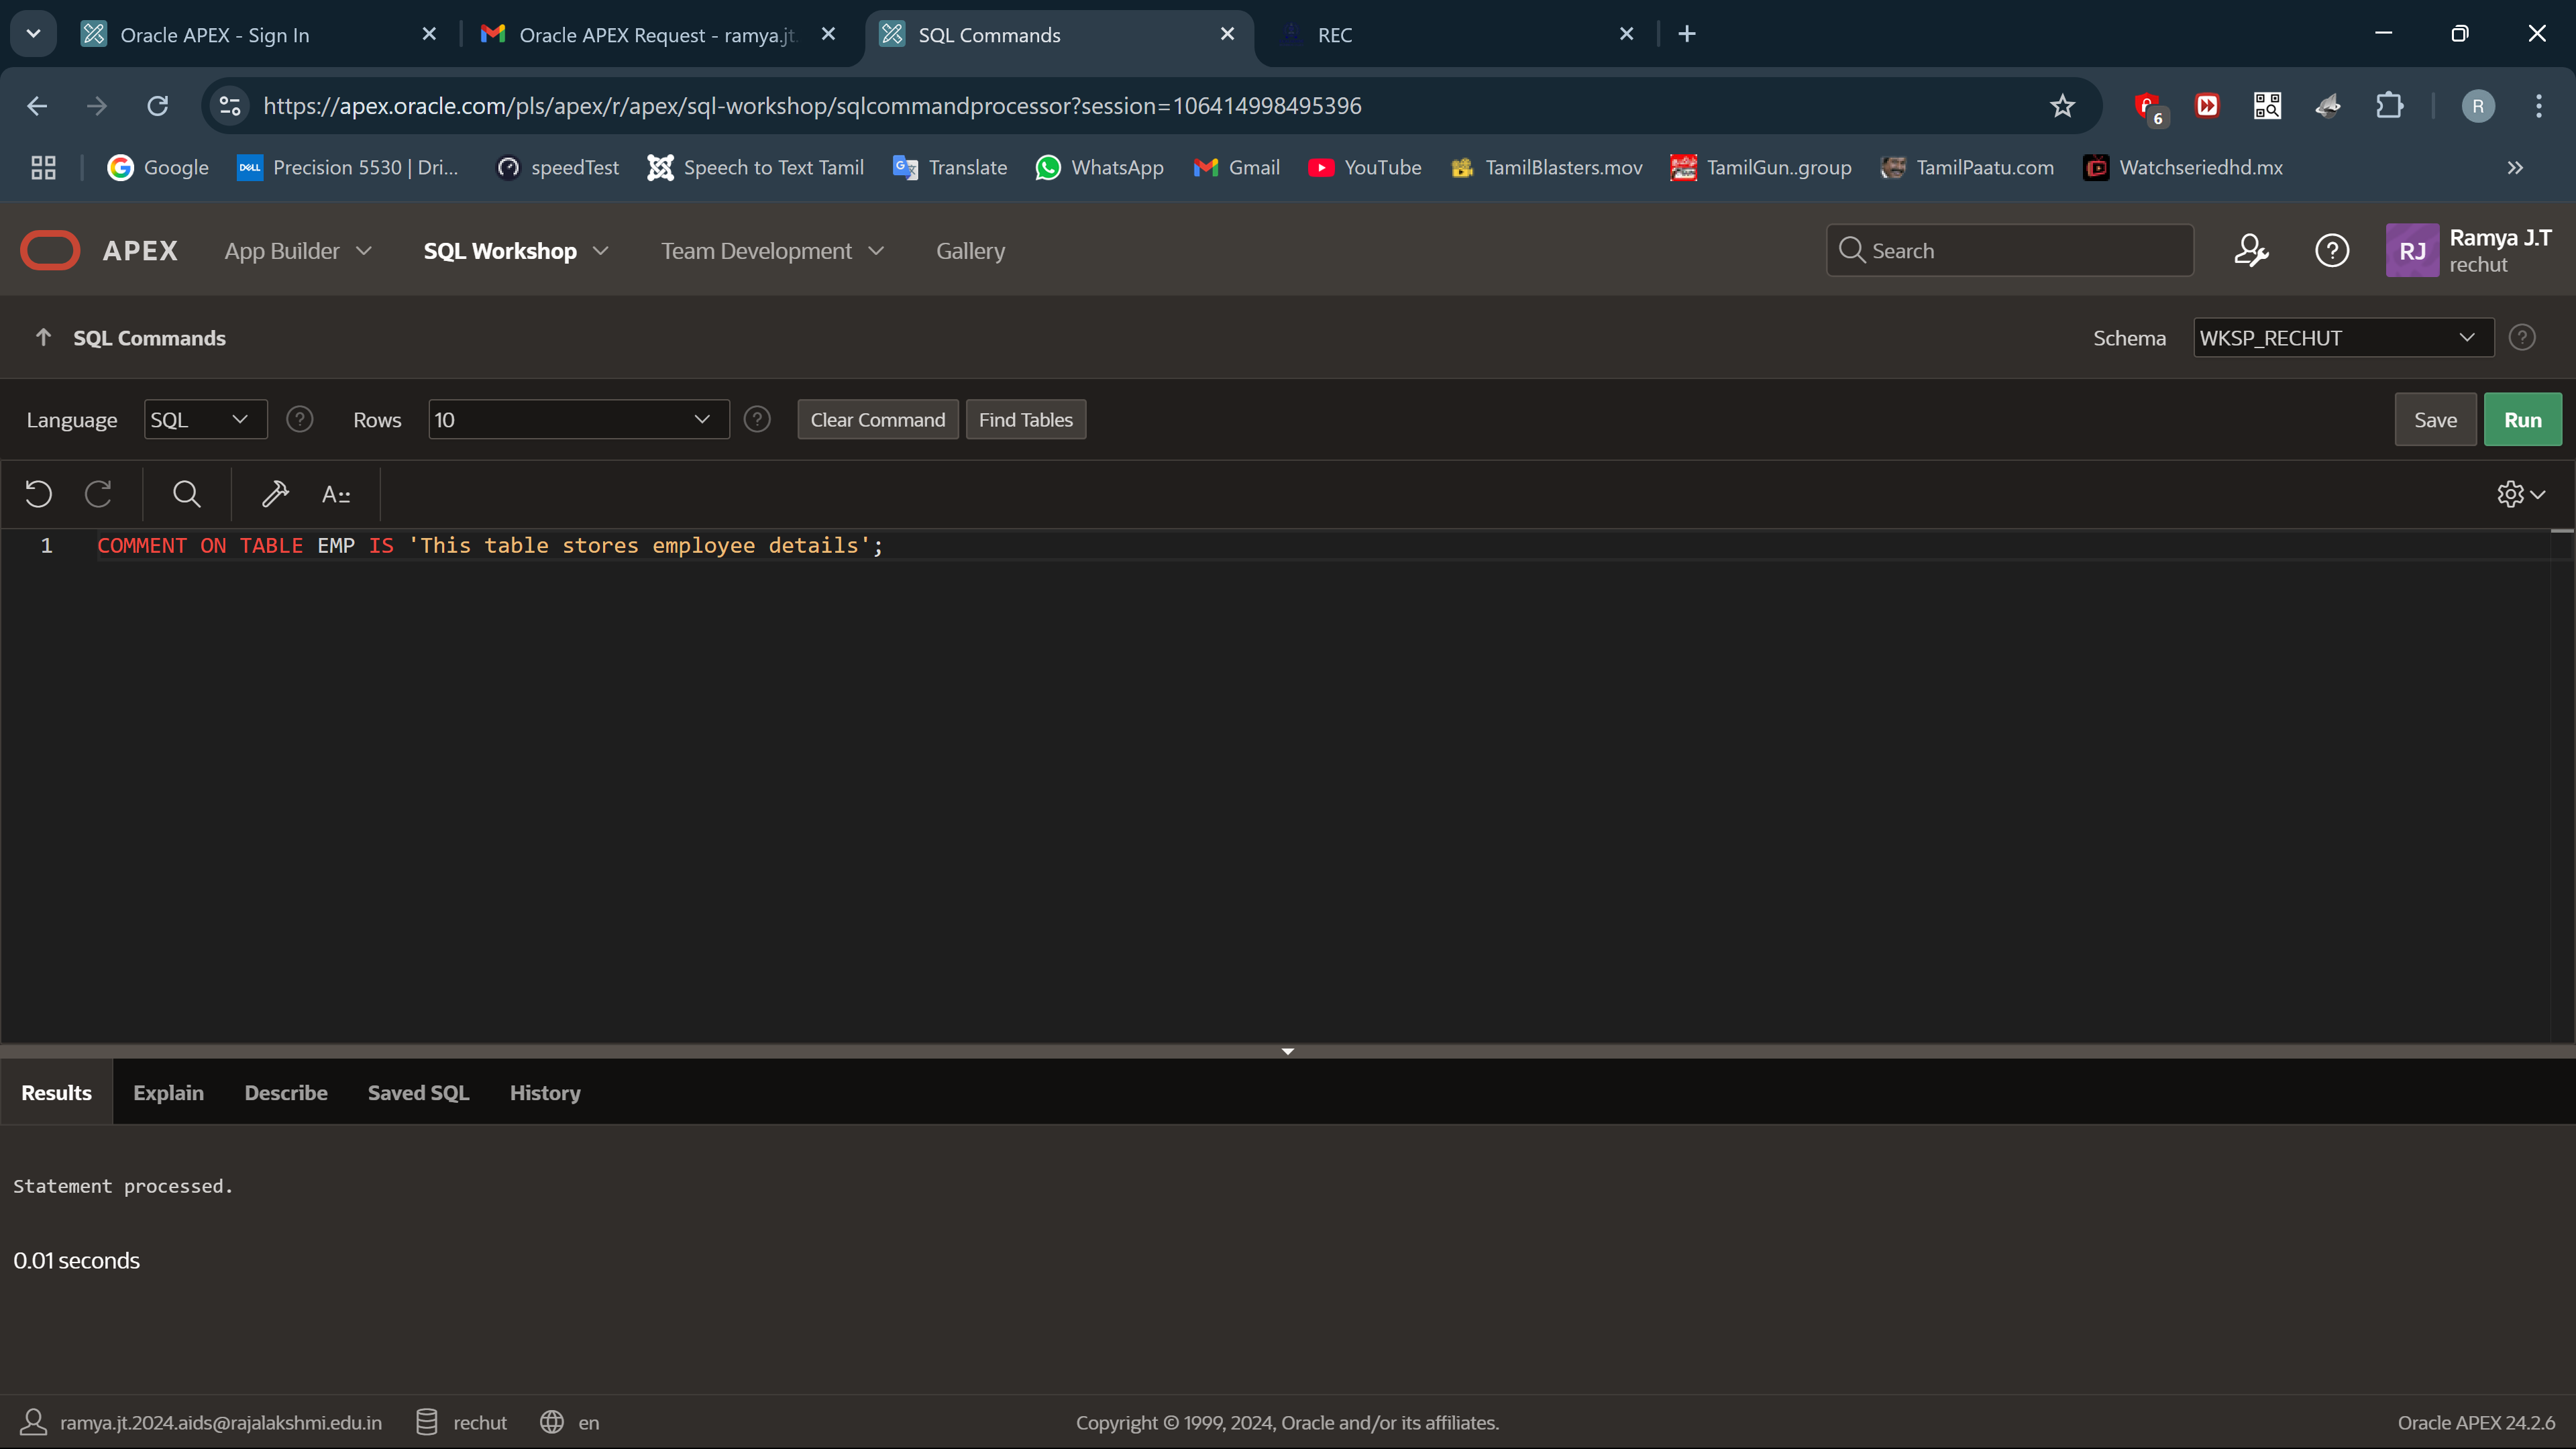 Oracle APEX - Sign In
Oracle APEX Request - ramya.jt.
SQL Commands
REC
https://apex.oracle.com/pls/apex/r/apex/sql-workshop/sqlcommandprocessor?session=106414998495396
6
R
Google
DELL
Precision 5530 | Dri...
speedTest
Speech to Text Tamil
Translate
WhatsApp
Gmail
YouTube
TamilBlasters.mov
TamilGun..group
TamilPaatu.com
Watchseriedhd.mx
APEX
App Builder
SQL Workshop
Team Development
Gallery
Search
RJ
Ramya J.T
rechut
SQL Commands
Schema
WKSP_RECHUT
Language
SQL
Rows
10
Clear Command
Find Tables
Save
Run
1 COMMENT ON TABLE EMP IS 'This table stores employee details';
Results
Explain
Describe
Saved SQL
History
Statement processed.
0.01 seconds
ramya.jt.2024.aids@rajalakshmi.edu.in
rechut
en
Copyright © 1999, 2024, Oracle and/or its affiliates.
Oracle APEX 24.2.6